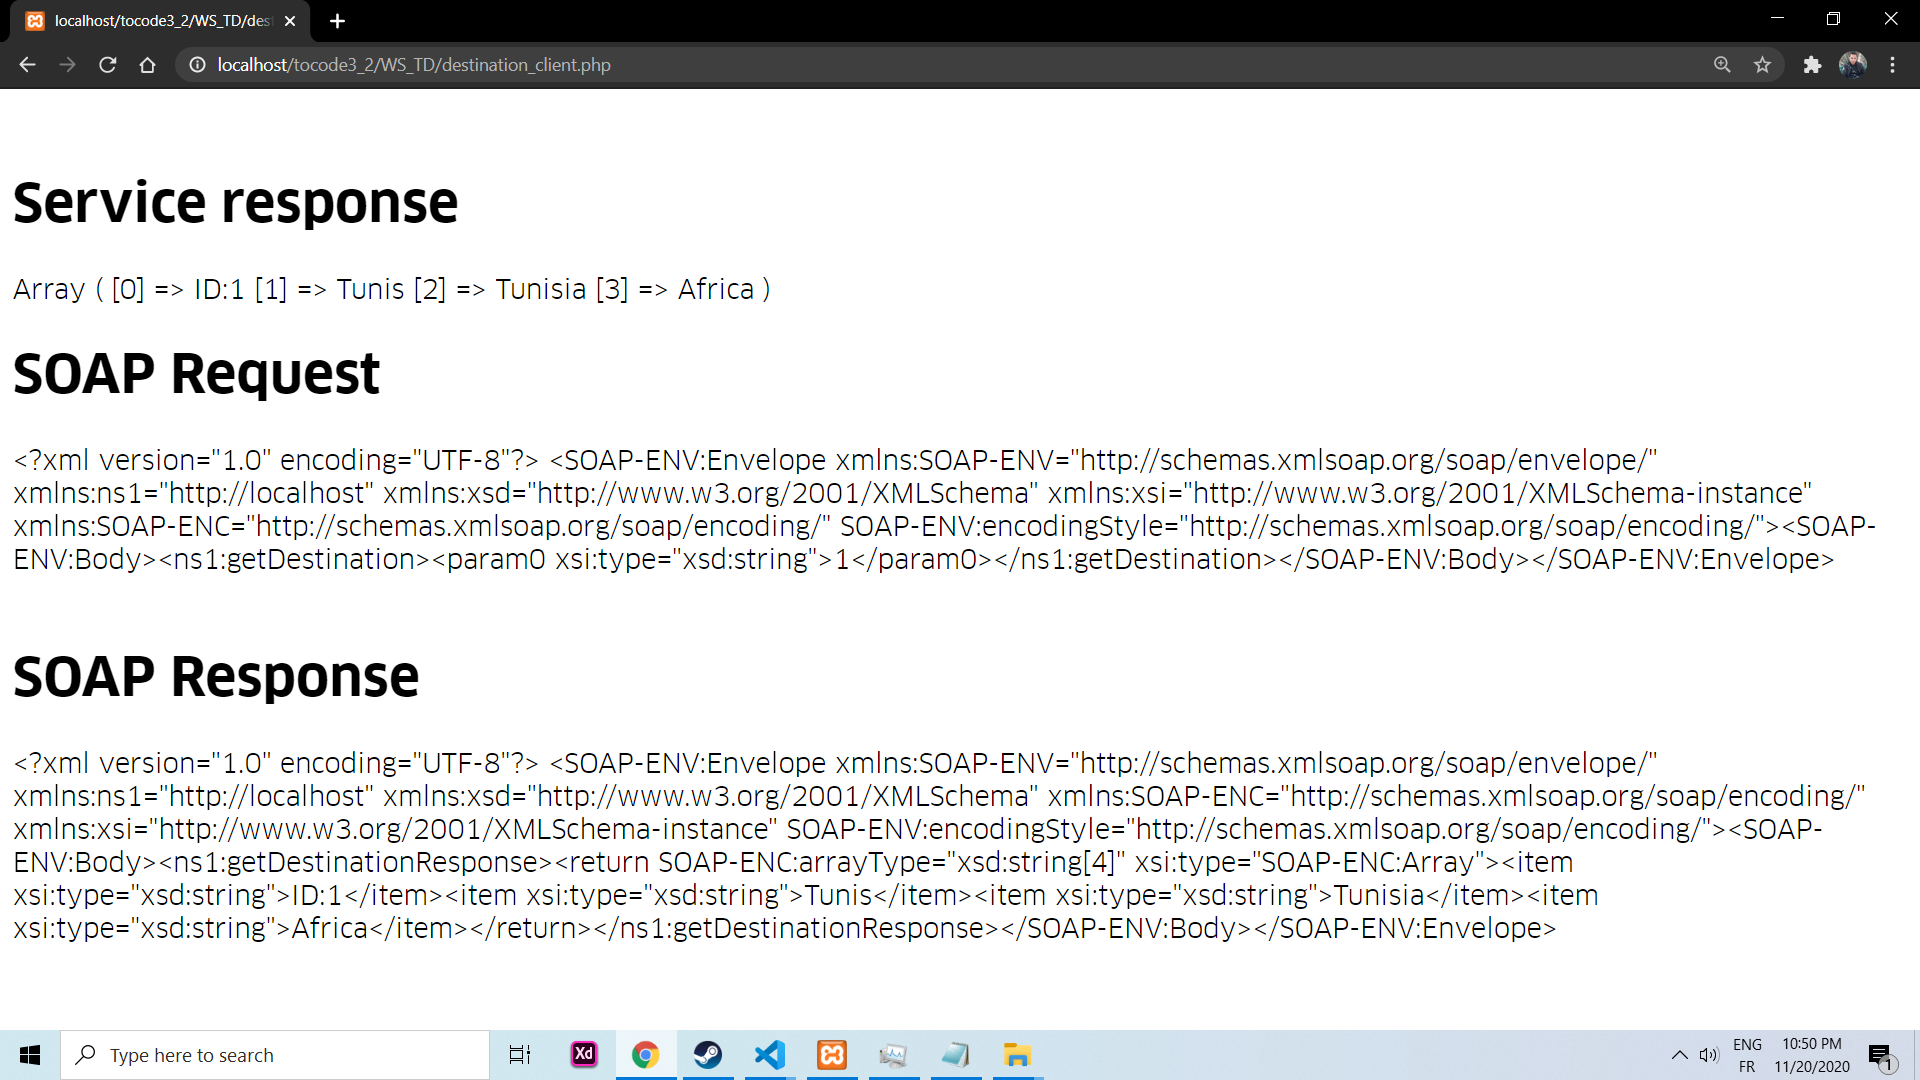 localhost/tocode3_2/WS_TD/des
localhost/tocode3_2/WS_TD/destination_client.php
Service response
Array ( [0] => ID:1 [1] => Tunis [2] => Tunisia [3] => Africa )
SOAP Request
<?xml version="1.0" encoding="UTF-8"?> <SOAP-ENV:Envelope xmlns:SOAP-ENV="http://schemas.xmlsoap.org/soap/envelope/"
xmlns:ns1="http://localhost" xmlns:xsd="http://www.w3.org/2001/XMLSchema" xmlns:xsi="http://www.w3.org/2001/XMLSchema-instance"
xmlns:SOAP-ENC="http://schemas.xmlsoap.org/soap/encoding/" SOAP-ENV:encodingStyle="http://schemas.xmlsoap.org/soap/encoding/"><SOAP-
ENV:Body><ns1:getDestination><param0 xsi:type="xsd:string">1</param0></ns1:getDestination></SOAP-ENV:Body></SOAP-ENV:Envelope>
SOAP Response
<?xml version="1.0" encoding="UTF-8"?> <SOAP-ENV:Envelope xmlns:SOAP-ENV="http://schemas.xmlsoap.org/soap/envelope/"
xmlns:ns1="http://localhost" xmlns:xsd="http://www.w3.org/2001/XMLSchema" xmlns:SOAP-ENC="http://schemas.xmlsoap.org/soap/encoding/"
xmlns:xsi="http://www.w3.org/2001/XMLSchema-instance" SOAP-ENV:encodingStyle="http://schemas.xmlsoap.org/soap/encoding/"><SOAP-
ENV:Body><ns1:getDestinationResponse><return SOAP-ENC:arrayType="xsd:string[4]" xsi:type="SOAP-ENC:Array"><item
xsi:type="xsd:string">ID:1</item><item xsi:type="xsd:string">Tunis</item><item xsi:type="xsd:string">Tunisia</item><item
xsi:type="xsd:string">Africa</item></return></ns1:getDestinationResponse></SOAP-ENV:Body></SOAP-ENV:Envelope>
Type here to search
Xd
ENG
FR
10:50 PM
11/20/2020
1